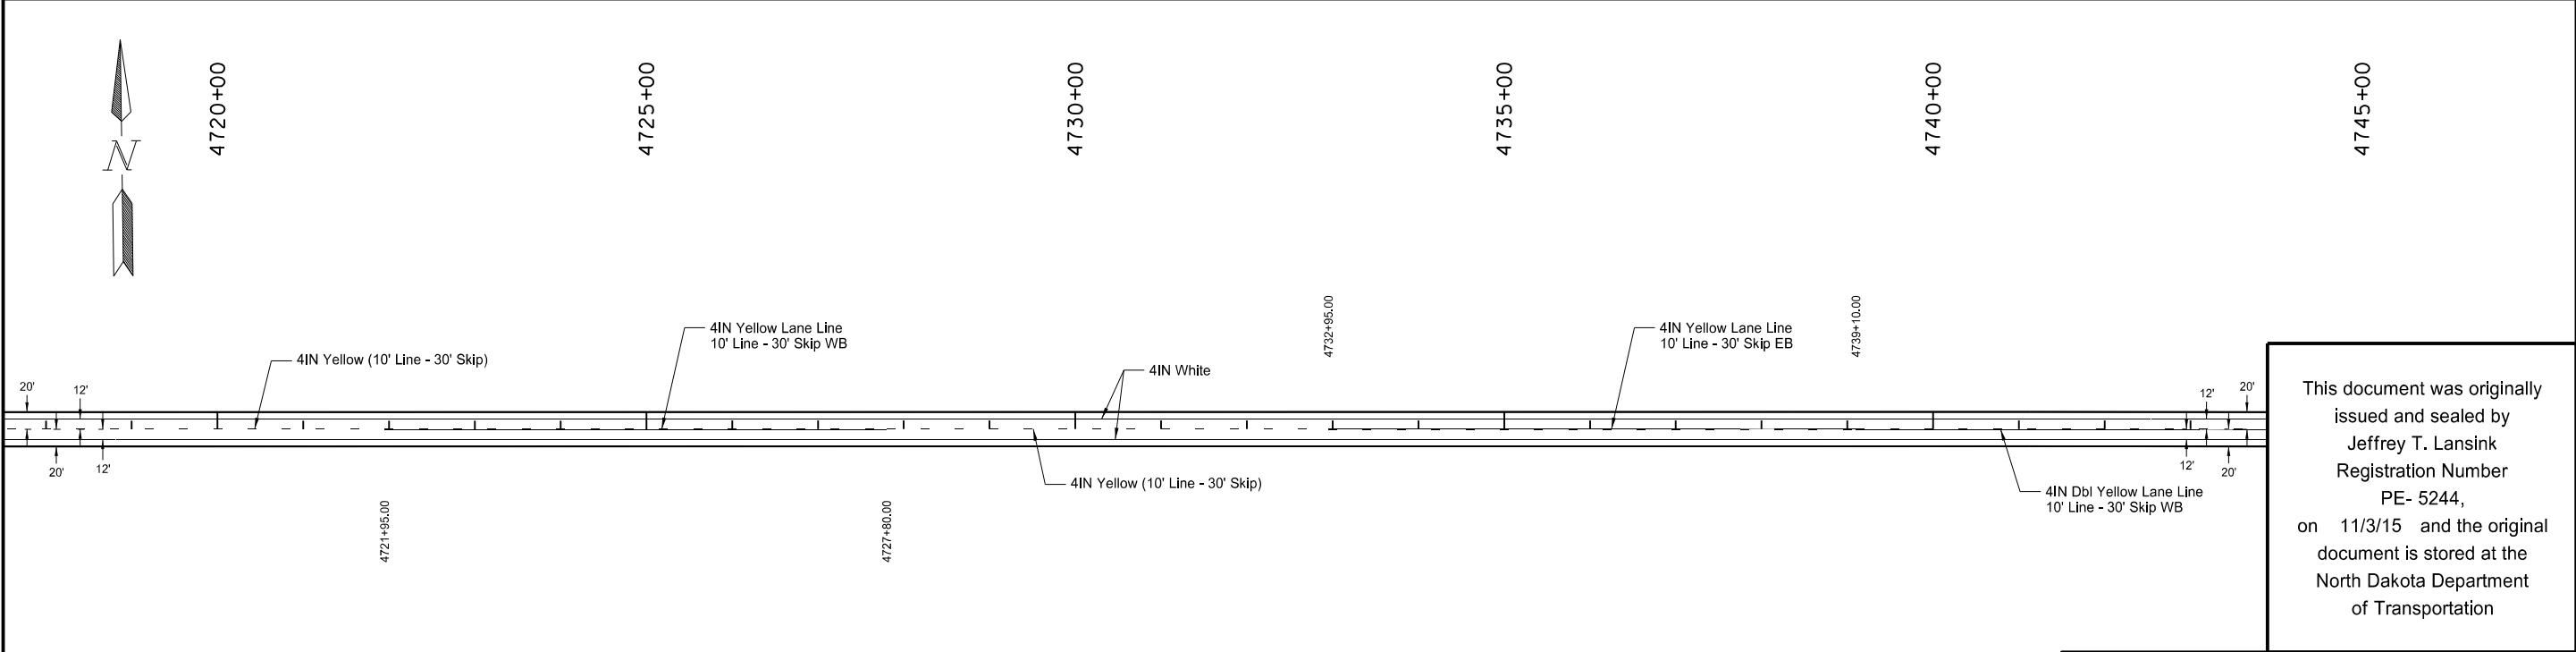 4720+00
4725+00
4730+00
4735+00
4740+00
4745+00
N
4732+95.00
4739+10.00
4IN Yellow Lane Line
10' Line - 30' Skip WB
4IN Yellow Lane Line
10' Line - 30' Skip EB
4IN Yellow (10' Line - 30' Skip)
4IN White
20'
12'
12'
20'
20'
12'
12'
20'
4IN Yellow (10' Line - 30' Skip)
4IN Dbl Yellow Lane Line
10' Line - 30' Skip WB
4721+95.00
4727+80.00
This document was originally
issued and sealed by
Jeffrey T. Lansink
Registration Number
PE- 5244,
on 11/3/15 and the original
document is stored at the
North Dakota Department
of Transportation